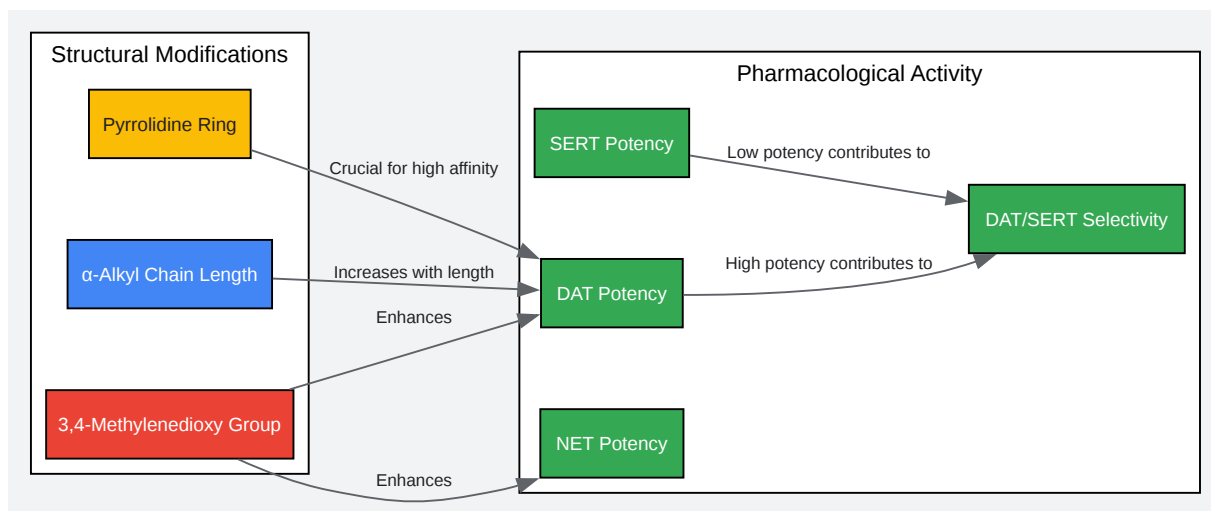 Structural Modifications
Pyrrolidine Ring
α-Alkyl Chain Length
3,4-Methylenedioxy Group
Crucial for high affinity
Increases with length
Enhances
Enhances
Pharmacological Activity
SERT Potency
DAT Potency
NET Potency
Low potency contributes to
High potency contributes to
DAT/SERT Selectivity